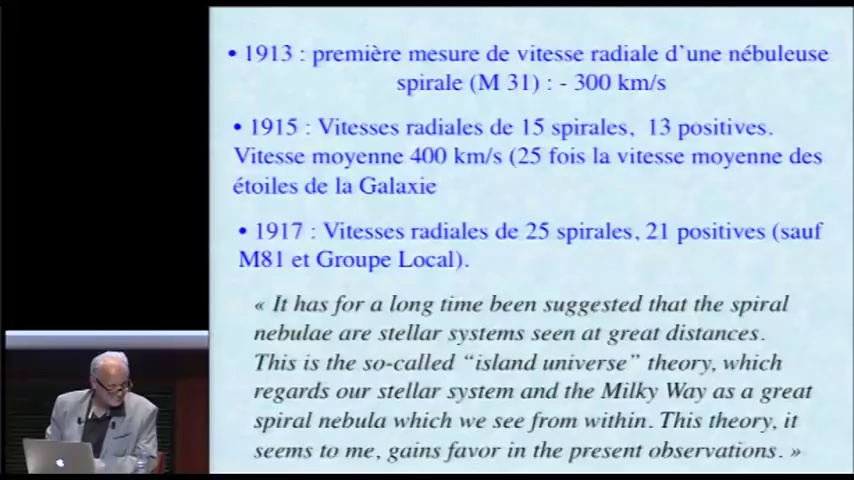 • 1913 : première mesure de vitesse radiale d'une nébuleuse
spirale (M 31) : - 300 km/s
• 1915 : Vitesses radiales de 15 spirales, 13 positives.
Vitesse moyenne 400 km/s (25 fois la vitesse moyenne des
étoiles de la Galaxie
• 1917 : Vitesses radiales de 25 spirales, 21 positives (sauf
M81 et Groupe Local).
« It has for a long time been suggested that the spiral
nebulae are stellar systems seen at great distances.
This is the so-called “island universe” theory, which
regards our stellar system and the Milky Way as a great
spiral nebula which we see from within. This theory, it
seems to me, gains favor in the present observations. »